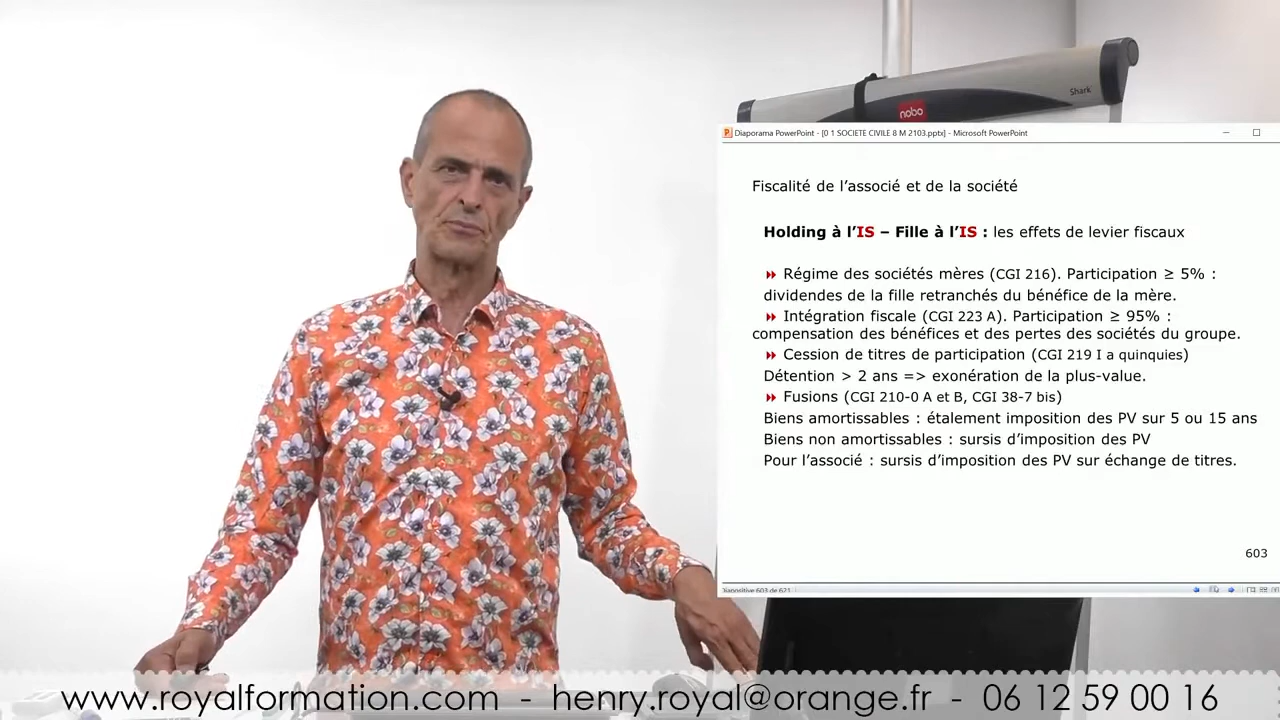 Shark
nobo
Diaporama PowerPoint - [0 1 SOCIETE CIVILE 8 M 2103.pptx] - Microsoft PowerPoint
Fiscalité de l’associé et de la société
Holding à l’IS – Fille à l’IS : les effets de levier fiscaux
Régime des sociétés mères (CGI 216). Participation ≥ 5% :
dividendes de la fille retranchés du bénéfice de la mère.
Intégration fiscale (CGI 223 A). Participation ≥ 95% :
compensation des bénéfices et des pertes des sociétés du groupe.
Cession de titres de participation (CGI 219 I a quinquies)
Détention > 2 ans => exonération de la plus-value.
Fusions (CGI 210-0 A et B, CGI 38-7 bis)
Biens amortissables : étalement imposition des PV sur 5 ou 15 ans
Biens non amortissables : sursis d’imposition des PV
Pour l’associé : sursis d’imposition des PV sur échange de titres.
603
Diapositive 603 de 621
www.royalformation.com - henry.royal@orange.fr - 06 12 59 00 16